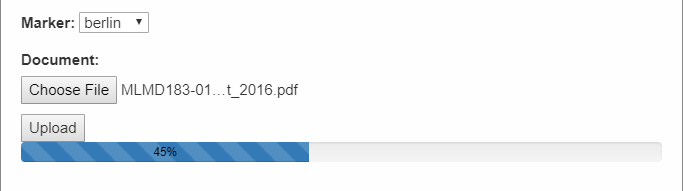 Marker: berlin
Document:
Choose File MLMD183-01...t_2016.pdf
Upload
45%